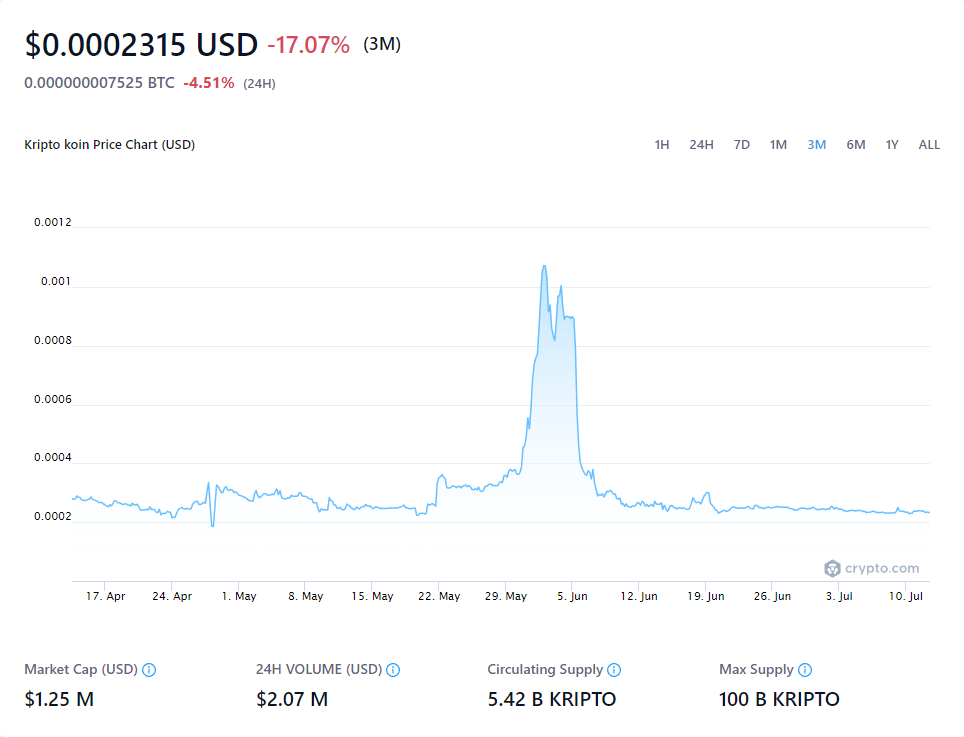 $0.0002315 USD -17.07% (3M)
0.000000007525 BTC -4.51% (24H)
Kripto koin Price Chart (USD) 1H 24H 7D 1M 3M 6M 1Y ALL
0.0012
0.001
0.0008
0.0006
0.0004
0.0002
crypto.com
17. Apr 24. Apr 1. May 8. May 15. May 22. May 29. May 5. Jun 12. Jun 19. Jun 26. Jun 3. Jul 10. Jul
Market Cap (USD) 24H VOLUME (USD) Circulating Supply Max Supply
$1.25 M $2.07 M 5.42 B KRIPTO 100 B KRIPTO